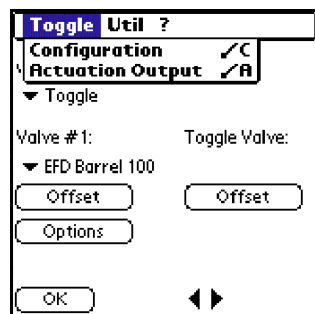 Toggle Util ?
Configuration /C
Actuation Output /A
Toggle
Valve #1: Toggle Valve:
EFD Barrel 100
Offset Offset
Options
OK